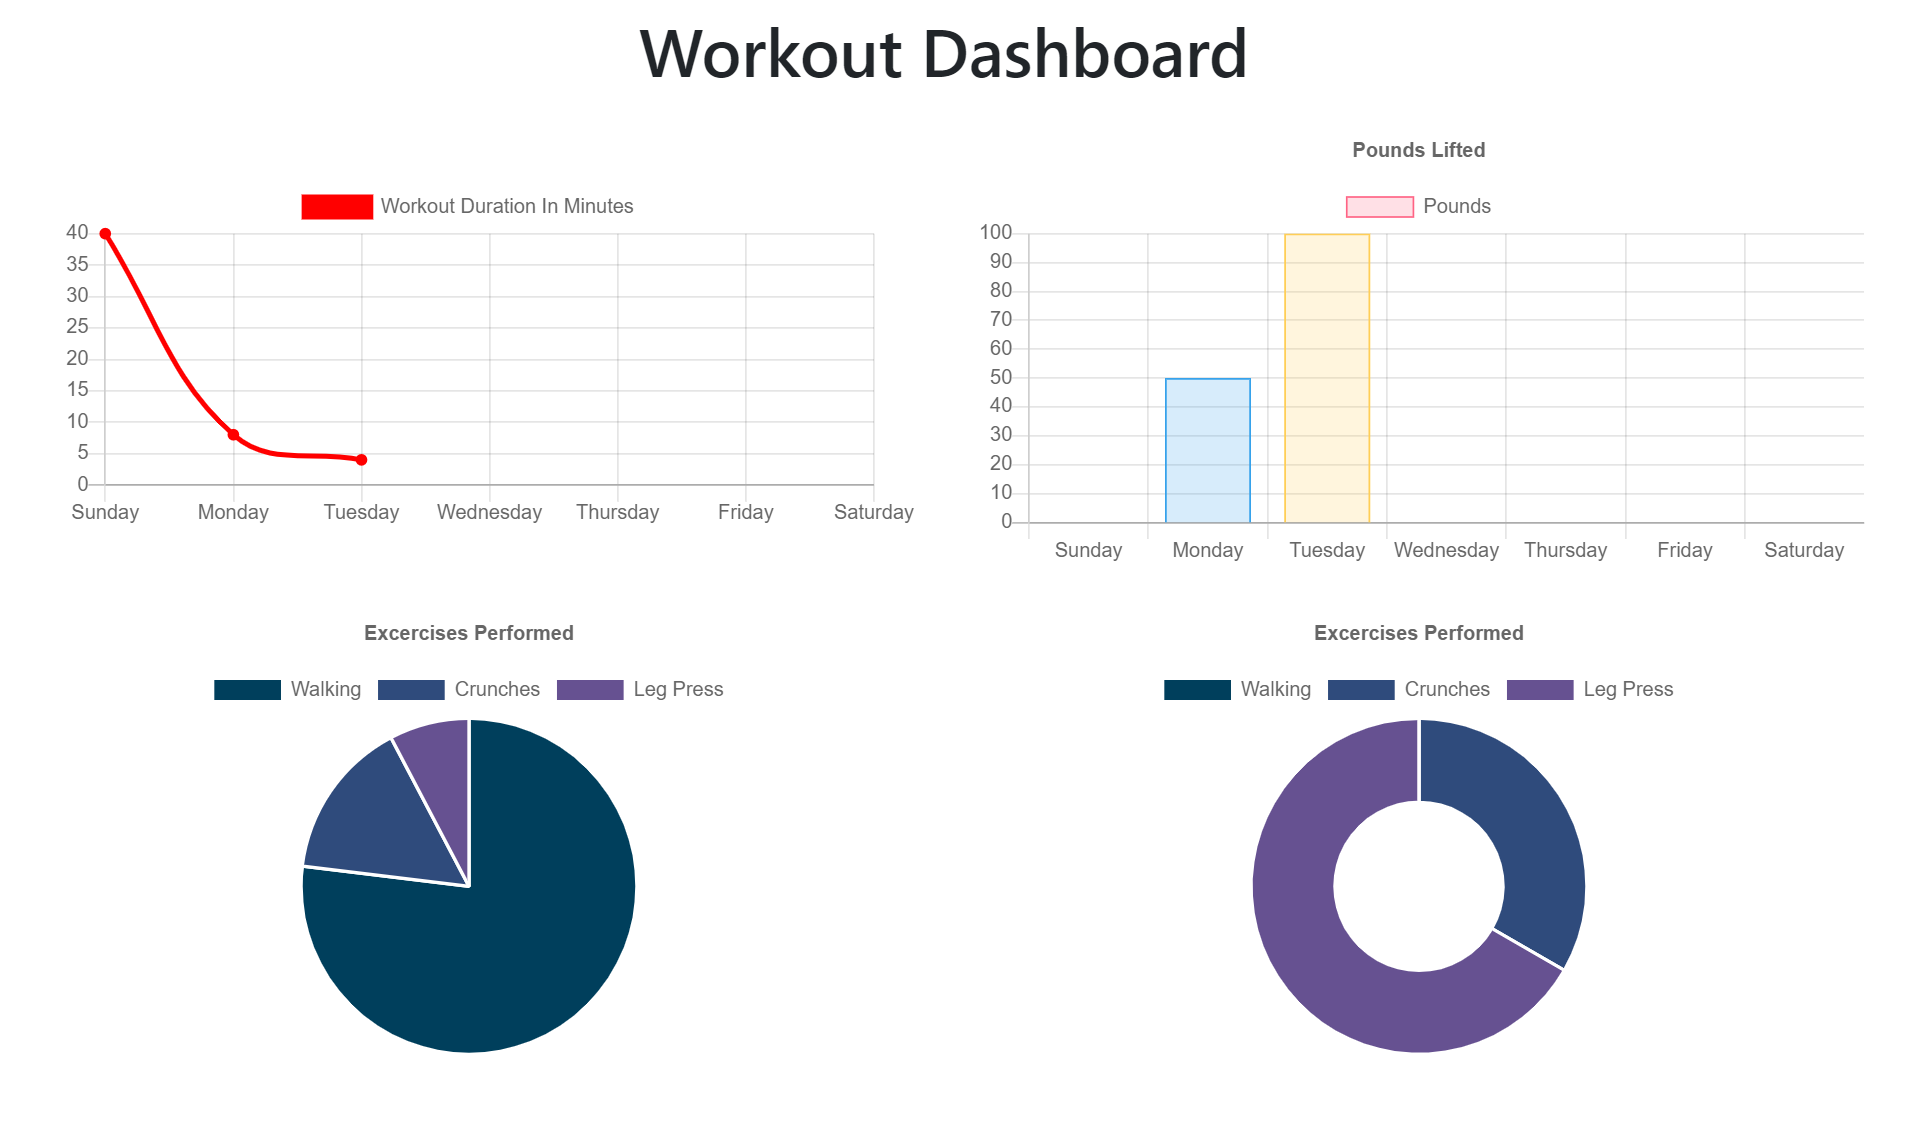 Workout Dashboard
Workout Duration In Minutes
40
35
30
25
20
15
10
5
0
Sunday Monday Tuesday Wednesday Thursday Friday Saturday
Pounds Lifted
Pounds
100
90
80
70
60
50
40
30
20
10
0
Sunday Monday Tuesday Wednesday Thursday Friday Saturday
Excercises Performed
Walking Crunches Leg Press
Excercises Performed
Walking Crunches Leg Press